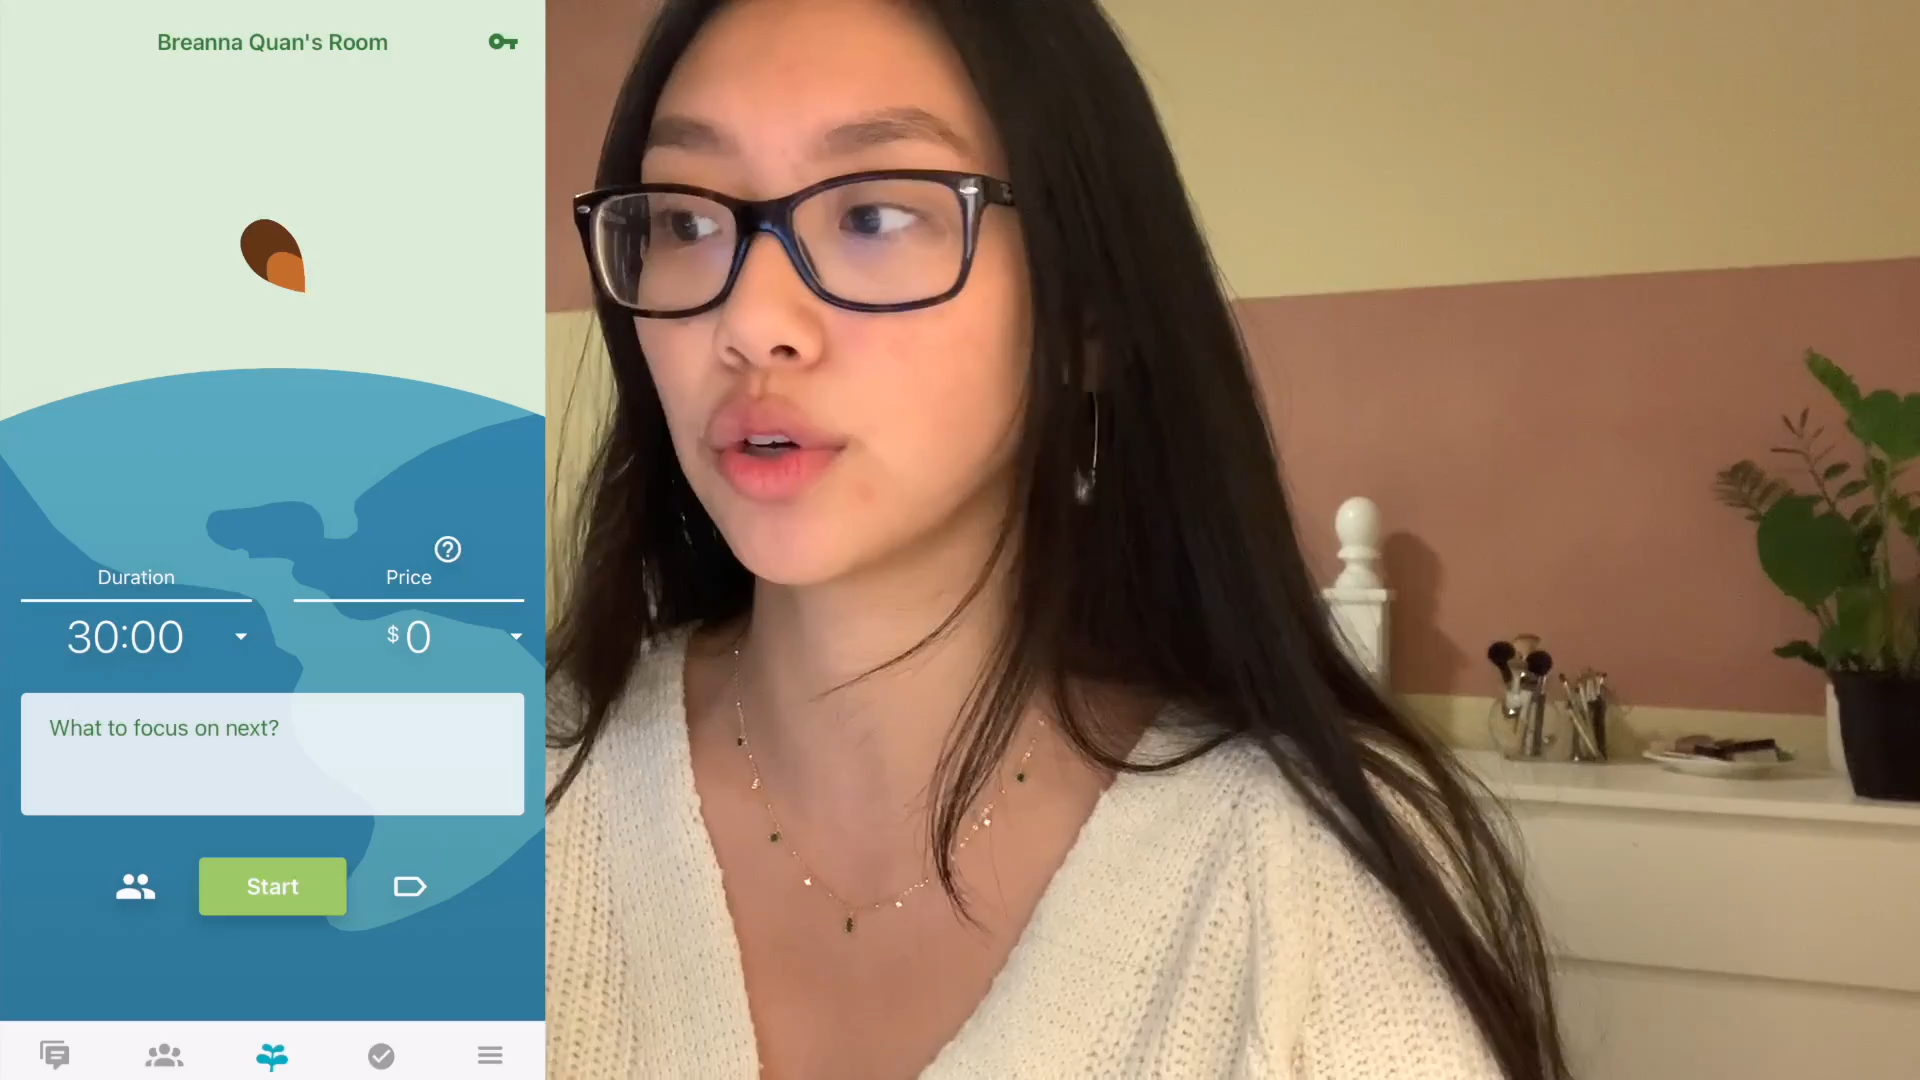 Breanna Quan's Room
Duration
Price
30:00
$0
What to focus on next?
Start